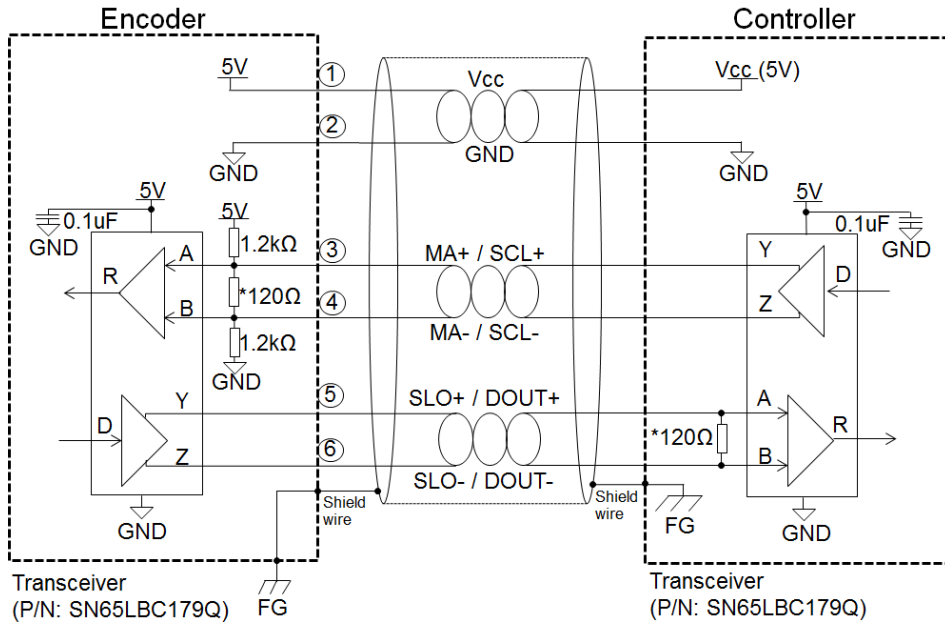 Encoder
Controller
5V
①
Vcc
Vcc (5V)
②
GND
GND
GND
5V
0.1uF
GND
5V
1.2kΩ
③
MA+ / SCL+
5V
0.1uF
GND
A
R
*120Ω
B
④
MA- / SCL-
Y
D
Z
1.2kΩ
GND
Y
⑤
SLO+ / DOUT+
A
D
*120Ω
R
Z
⑥
SLO- / DOUT-
B
GND
Shield
wire
Shield
wire
FG
GND
FG
Transceiver
(P/N: SN65LBC179Q)
Transceiver
(P/N: SN65LBC179Q)